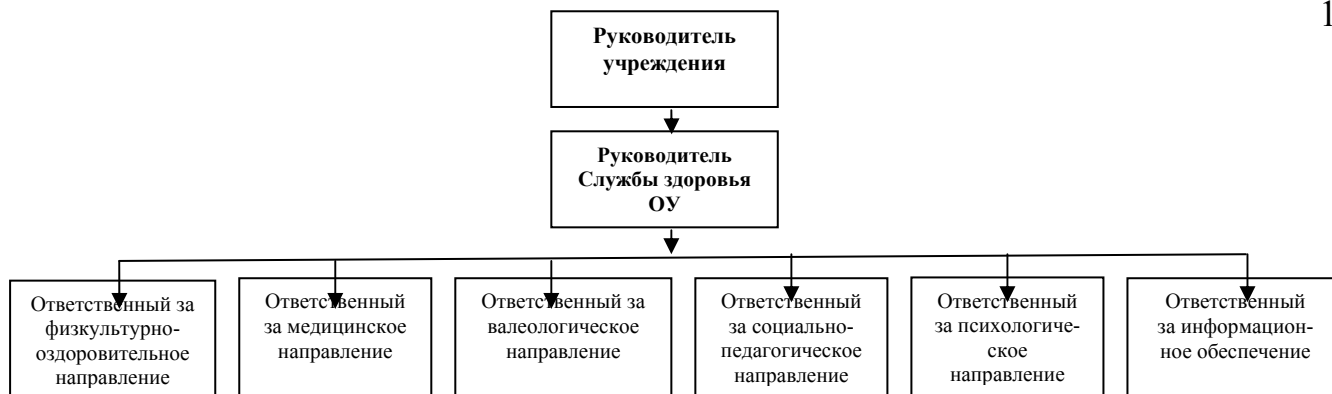 1
Руководитель
учреждения
Руководитель
Службы здоровья
ОУ
Ответственный за
физкультурно-
оздоровительное
направление
Ответственный
за медицинское
направление
Ответственный за
валеологическое
направление
Ответственный
за социально-
педагогическое
направление
Ответственный
за психологиче-
ское
направление
Ответственный
за информацион-
ное обеспечение